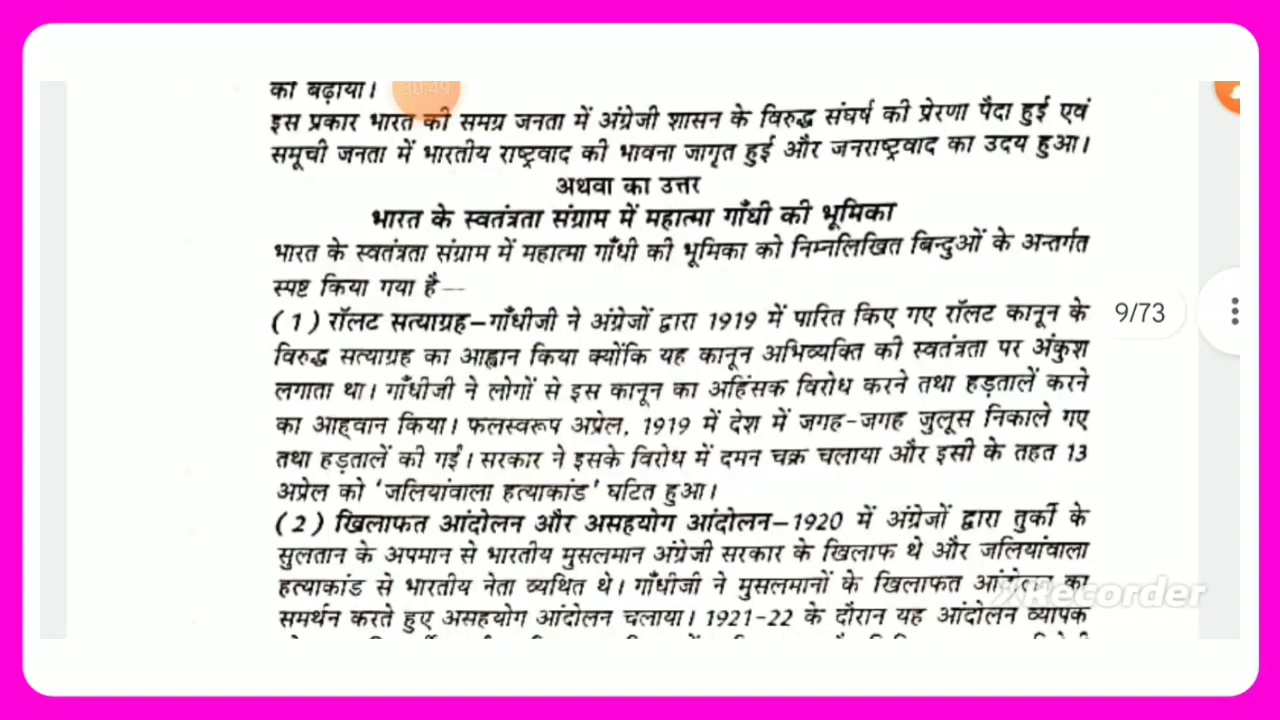 को बढ़ाया।
30:49
इस प्रकार भारत की समग्र जनता में अंग्रेजी शासन के विरुद्ध संघर्ष की प्रेरणा पैदा हुई एवं
समूची जनता में भारतीय राष्ट्रवाद की भावना जागृत हुई और जनराष्ट्रवाद का उदय हुआ।
अथवा का उत्तर
भारत के स्वतंत्रता संग्राम में महात्मा गाँधी की भूमिका
भारत के स्वतंत्रता संग्राम में महात्मा गाँधी की भूमिका को निम्नलिखित बिन्दुओं के अन्तर्गत
स्पष्ट किया गया है—
(1) रॉलट सत्याग्रह–गाँधीजी ने अंग्रेजों द्वारा 1919 में पारित किए गए रॉलट कानून के
9/73
विरुद्ध सत्याग्रह का आह्वान किया क्योंकि यह कानून अभिव्यक्ति की स्वतंत्रता पर अंकुश
लगाता था। गाँधीजी ने लोगों से इस कानून का अहिंसक विरोध करने तथा हड़तालें करने
का आह्वान किया। फलस्वरूप अप्रेल, 1919 में देश में जगह-जगह जुलूस निकाले गए
तथा हड़तालें की गईं। सरकार ने इसके विरोध में दमन चक्र चलाया और इसी के तहत 13
अप्रेल को 'जलियांवाला हत्याकांड' घटित हुआ।
(2) खिलाफत आंदोलन और असहयोग आंदोलन–1920 में अंग्रेजों द्वारा तुर्की के
सुलतान के अपमान से भारतीय मुसलमान अंग्रेजी सरकार के खिलाफ थे और जलियांवाला
हत्याकांड से भारतीय नेता व्यथित थे। गाँधीजी ने मुसलमानों के खिलाफत आंदोलन का
XRecorder
समर्थन करते हुए असहयोग आंदोलन चलाया। 1921-22 के दौरान यह आंदोलन व्यापक